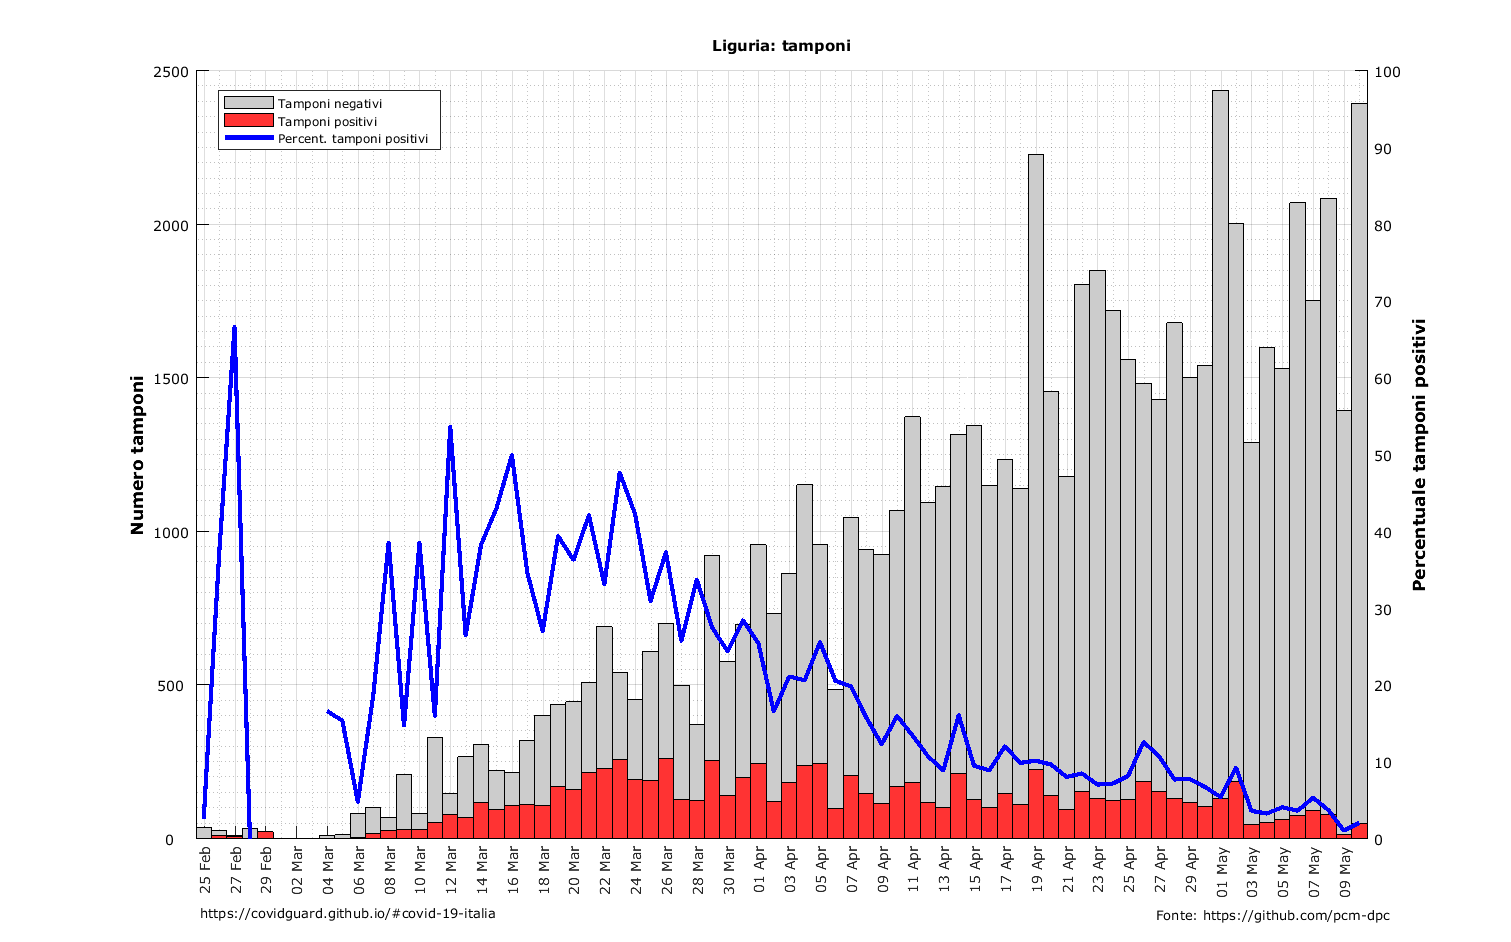 Liguria: tamponi
Tamponi negativi
Tamponi positivi
Percent. tamponi positivi
Numero tamponi
2500
2000
1500
1000
500
0
Percentuale tamponi positivi
100
90
80
70
60
50
40
30
20
10
0
25 Feb
27 Feb
29 Feb
02 Mar
04 Mar
06 Mar
08 Mar
10 Mar
12 Mar
14 Mar
16 Mar
18 Mar
20 Mar
22 Mar
24 Mar
26 Mar
28 Mar
30 Mar
01 Apr
03 Apr
05 Apr
07 Apr
09 Apr
11 Apr
13 Apr
15 Apr
17 Apr
19 Apr
21 Apr
23 Apr
25 Apr
27 Apr
29 Apr
01 May
03 May
05 May
07 May
09 May
https://covidguard.github.io/#covid-19-italia
Fonte: https://github.com/pcm-dpc